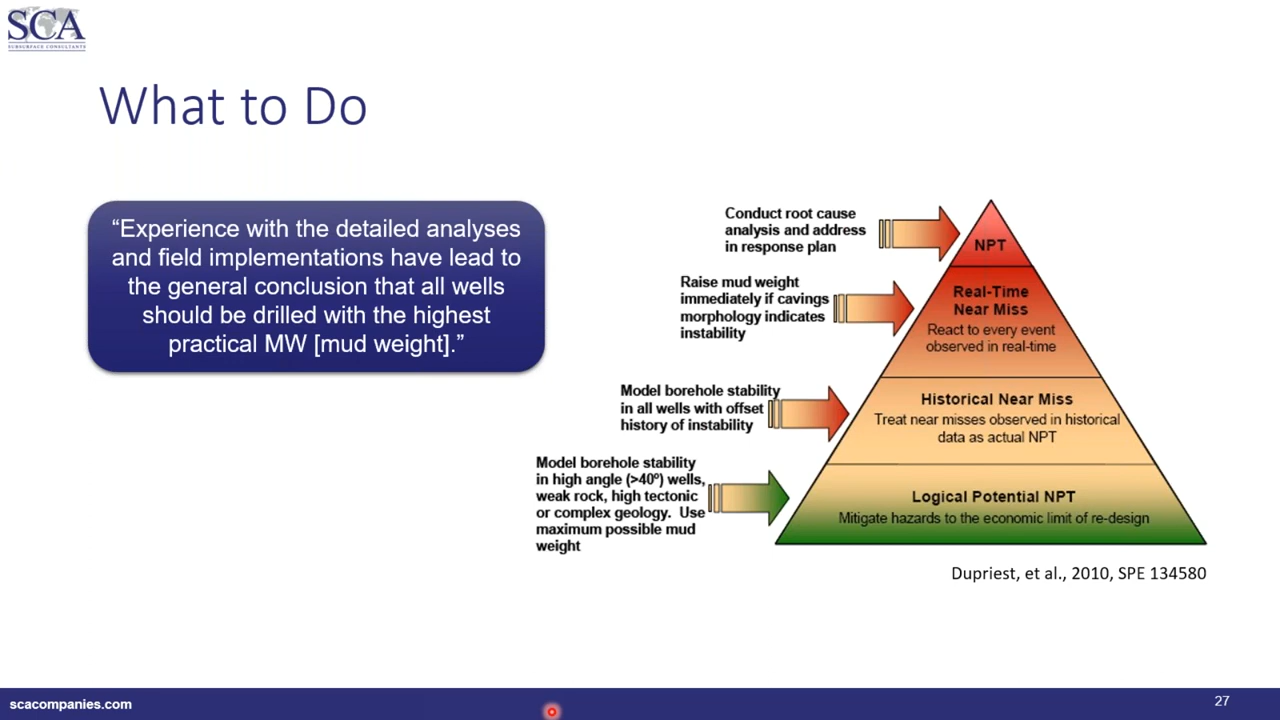 SCA
SUBSURFACE CONSULTANTS
What to Do
“Experience with the detailed analyses
and field implementations have lead to
the general conclusion that all wells
should be drilled with the highest
practical MW [mud weight].”
Conduct root cause
analysis and address
in response plan
NPT
Raise mud weight
immediately if cavings
morphology indicates
instability
Real-Time
Near Miss
React to every event
observed in real-time
Model borehole stability
in all wells with offset
history of instability
Historical Near Miss
Treat near misses observed in historical
data as actual NPT
Model borehole stability
in high angle (>40º) wells,
weak rock, high tectonic
or complex geology. Use
maximum possible mud
weight
Logical Potential NPT
Mitigate hazards to the economic limit of re-design
Dupriest, et al., 2010, SPE 134580
scacompanies.com
27